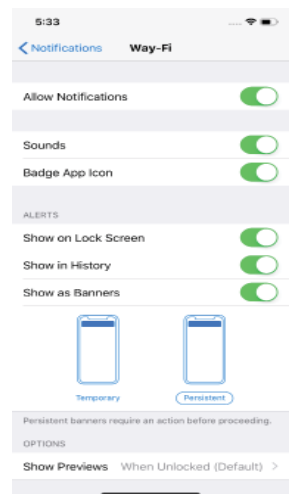 5:33
Notifications Way-Fi
Allow Notifications
Sounds
Badge App Icon
ALERTS
Show on Lock Screen
Show in History
Show as Banners
Temporary Persistent
Persistent banners require an action before proceeding.
OPTIONS
Show Previews When Unlocked (Default)